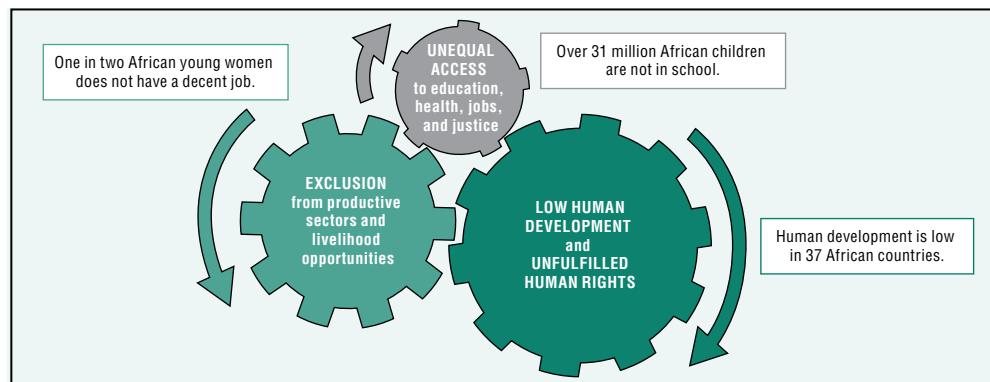 One in two African young women
does not have a decent job.
UNEQUAL
ACCESS
to education,
health, jobs,
and justice
Over 31 million African children
are not in school.
EXCLUSION
from productive
sectors and
livelihood
opportunities
LOW HUMAN
DEVELOPMENT
and
UNFULFILLED
HUMAN RIGHTS
Human development is low
in 37 African countries.